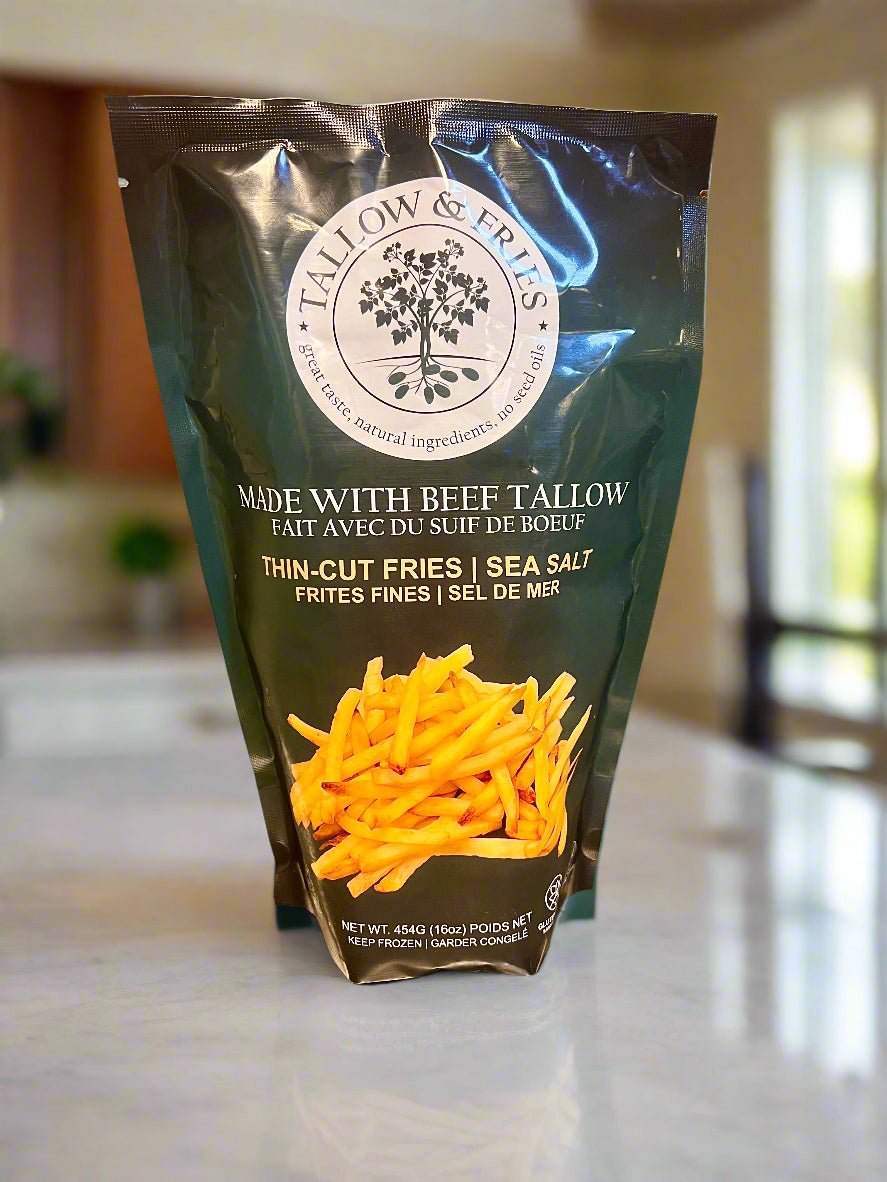 TALLOW & FRIES
great taste, natural ingredients, no seed oils
MADE WITH BEEF TALLOW
FAIT AVEC DU SUIF DE BOEUF
THIN-CUT FRIES | SEA SALT
FRITES FINES | SEL DE MER
NET WT. 454G (16oz) POIDS NET
KEEP FROZEN | GARDER CONGELÉ